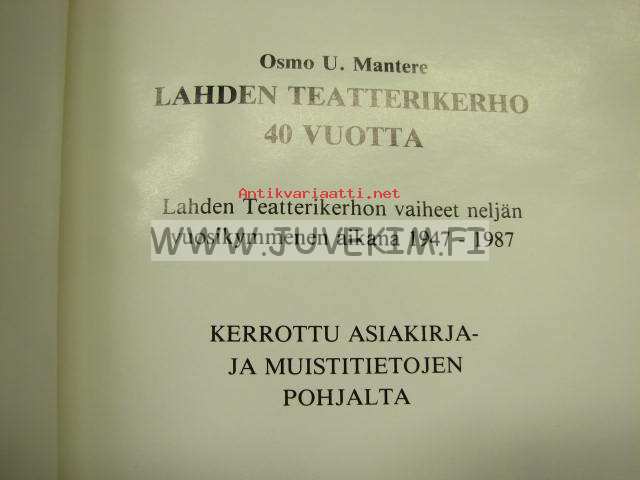 Osmo U. Mantere
LAHDEN TEATTERIKERHO
40 VUOTTA
Antikvariaatti.net
Lahden Teatterikerhon vaiheet neljän
vuosikymmenen aikana 1947 - 1987
WWW.JUVEKIM.FI
KERROTTU ASIAKIRJA-
JA MUISTITIETOJEN
POHJALTA